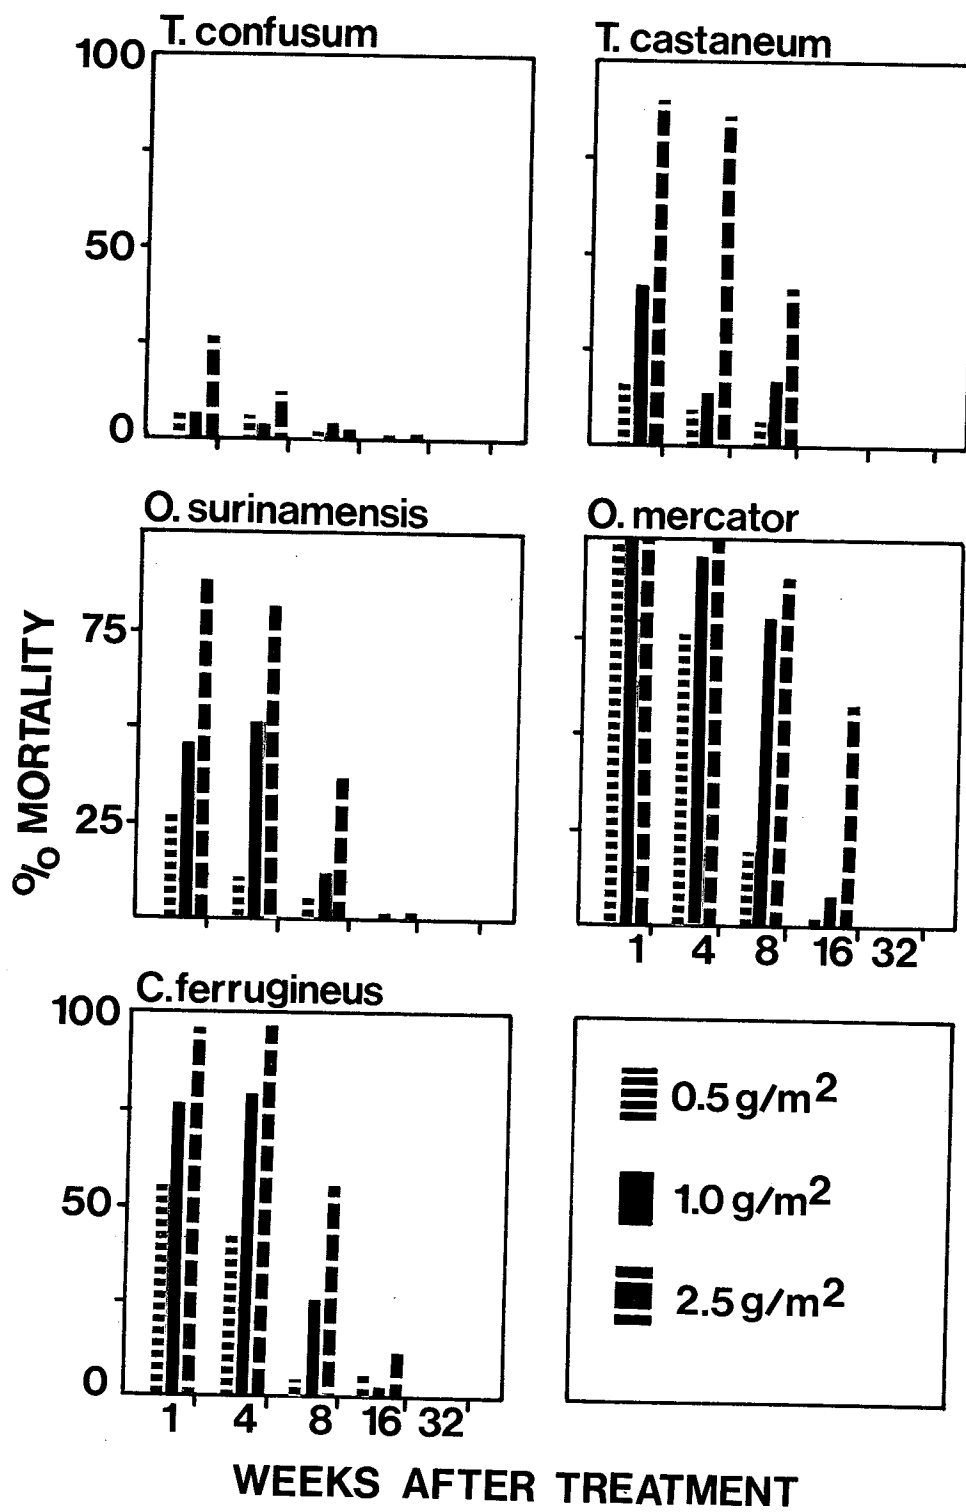 T. confusum
T. castaneum
100
50
0
O. surinamensis
O. mercator
75
25
% MORTALITY
1 4 8 16 32
C. ferrugineus
100
50
0
1 4 8 16 32
0.5 g/m²
1.0 g/m²
2.5 g/m²
WEEKS AFTER TREATMENT